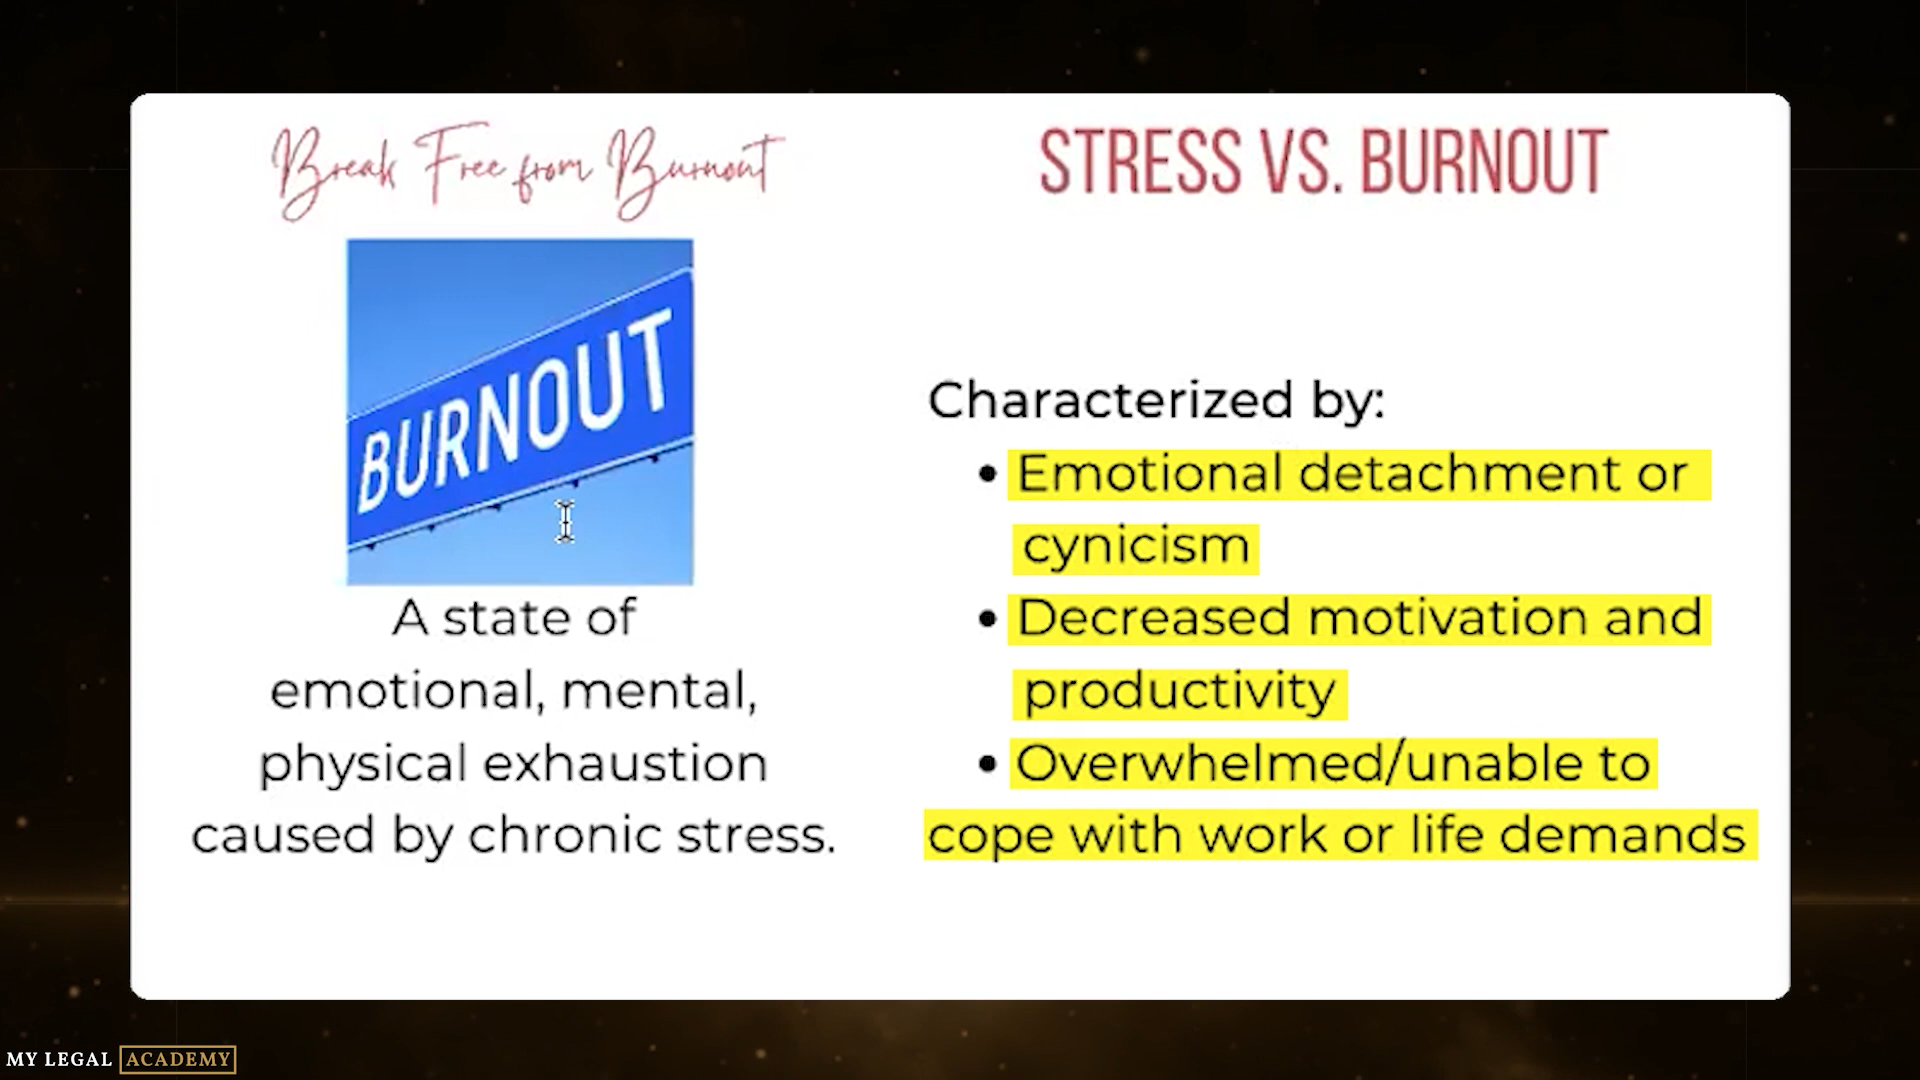 Break Free from Burnout
BURNOUT
A state of
emotional, mental,
physical exhaustion
caused by chronic stress.
STRESS VS. BURNOUT
Characterized by:
• Emotional detachment or
cynicism
• Decreased motivation and
productivity
• Overwhelmed/unable to
cope with work or life demands
MY LEGAL ACADEMY